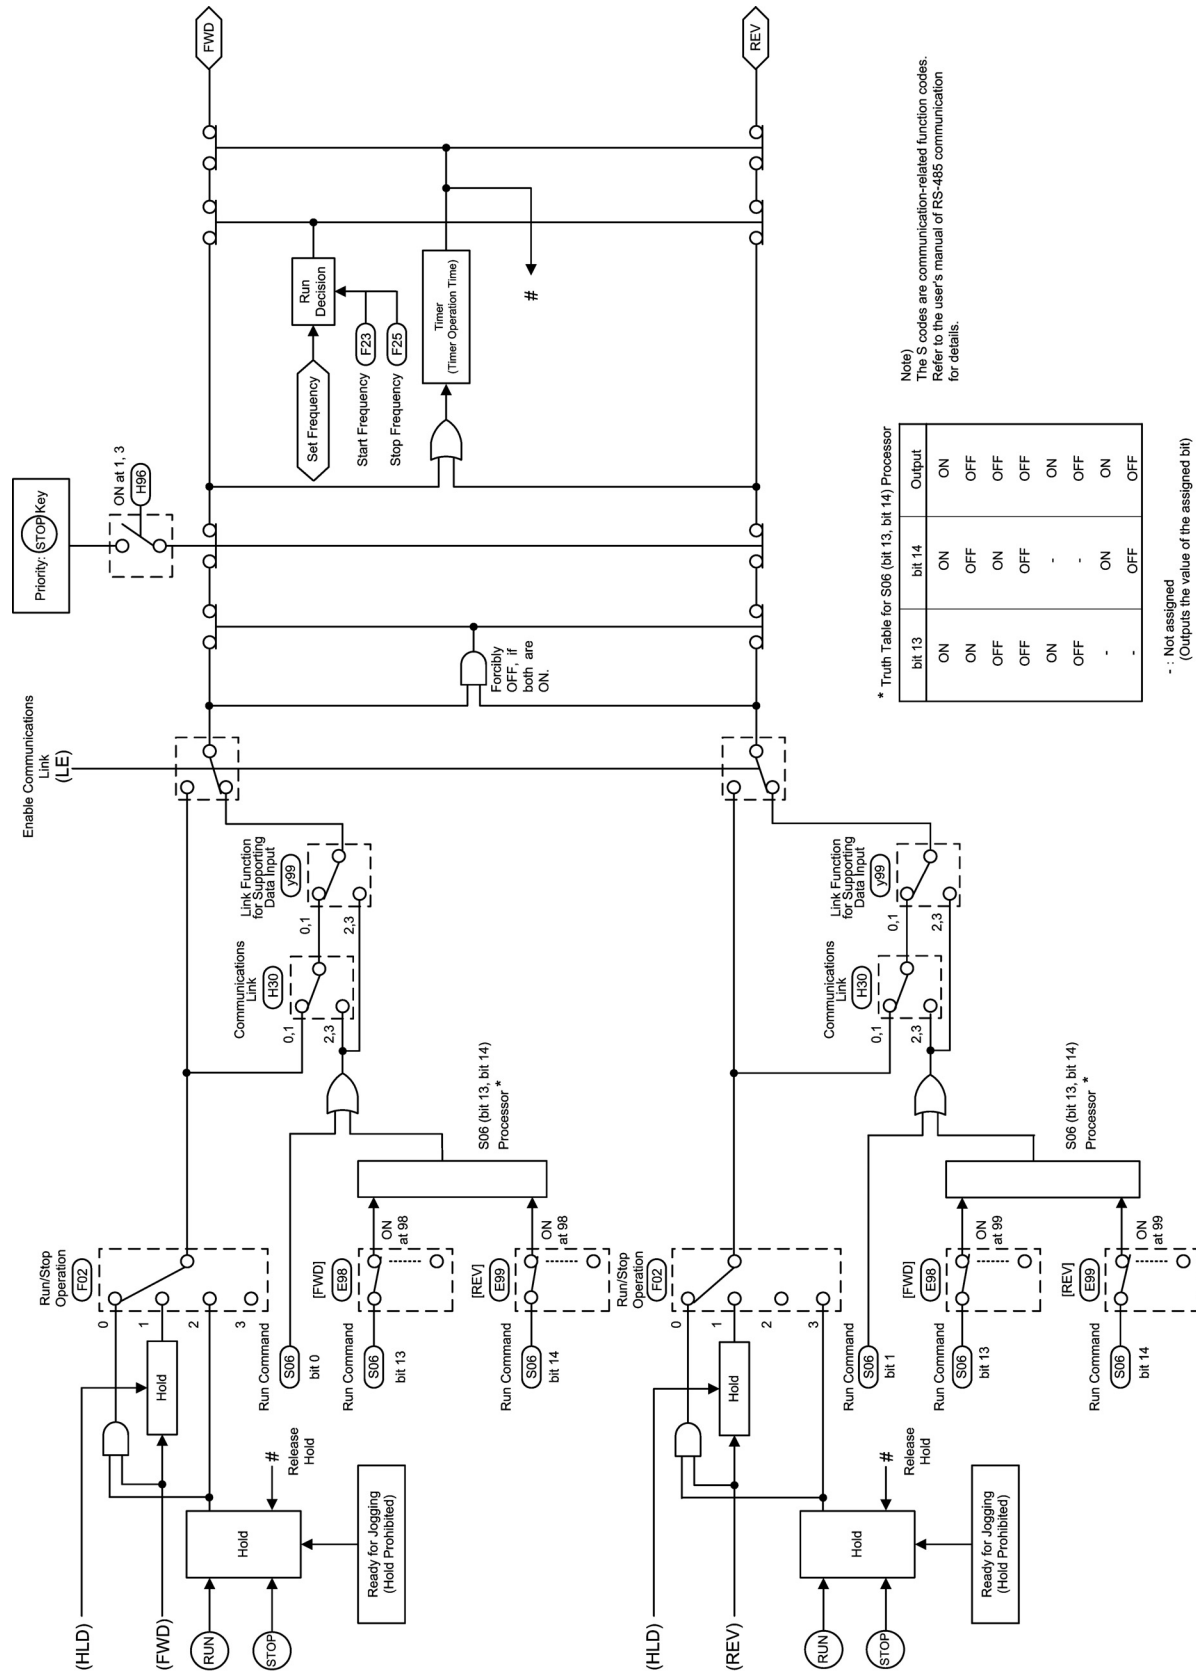 (HLD)
(FWD)
RUN
STOP
Hold
Hold
#
Release
Hold
Ready for Jogging
(Hold Prohibited)
Run/Stop
Operation
F02
0
1
2
3
Run Command
S06
bit 0
Run Command
S06
bit 13
[FWD]
E98
ON
at 98
Run Command
S06
bit 14
[REV]
E99
ON
at 98
S06 (bit 13, bit 14)
Processor *
Communications
Link
H30
0,1
2,3
Link Function
for Supporting
Data Input
y99
0,1
2,3
Enable Communications
Link
(LE)
Priority: STOP Key
ON at 1, 3
H96
Forcibly
OFF, if
both are
ON.
Set Frequency
Run
Decision
Start Frequency
F23
Stop Frequency
F25
Timer
(Timer Operation Time)
#
FWD
REV
(HLD)
(REV)
RUN
STOP
Hold
Hold
#
Release
Hold
Ready for Jogging
(Hold Prohibited)
Run/Stop
Operation
F02
0
1
2
3
Run Command
S06
bit 1
Run Command
S06
bit 13
[FWD]
E98
ON
at 99
Run Command
S06
bit 14
[REV]
E99
ON
at 99
S06 (bit 13, bit 14)
Processor *
Communications
Link
H30
0,1
2,3
Link Function
for Supporting
Data Input
y99
0,1
2,3
* Truth Table for S06 (bit 13, bit 14) Processor
bit 13 bit 14 Output
ON ON ON
ON OFF OFF
OFF ON OFF
OFF OFF OFF
ON - ON
OFF - OFF
- ON ON
- OFF OFF
- : Not assigned
(Outputs the value of the assigned bit)
Note)
The S codes are communication-related function codes.
Refer to the user's manual of RS-485 communication
for details.